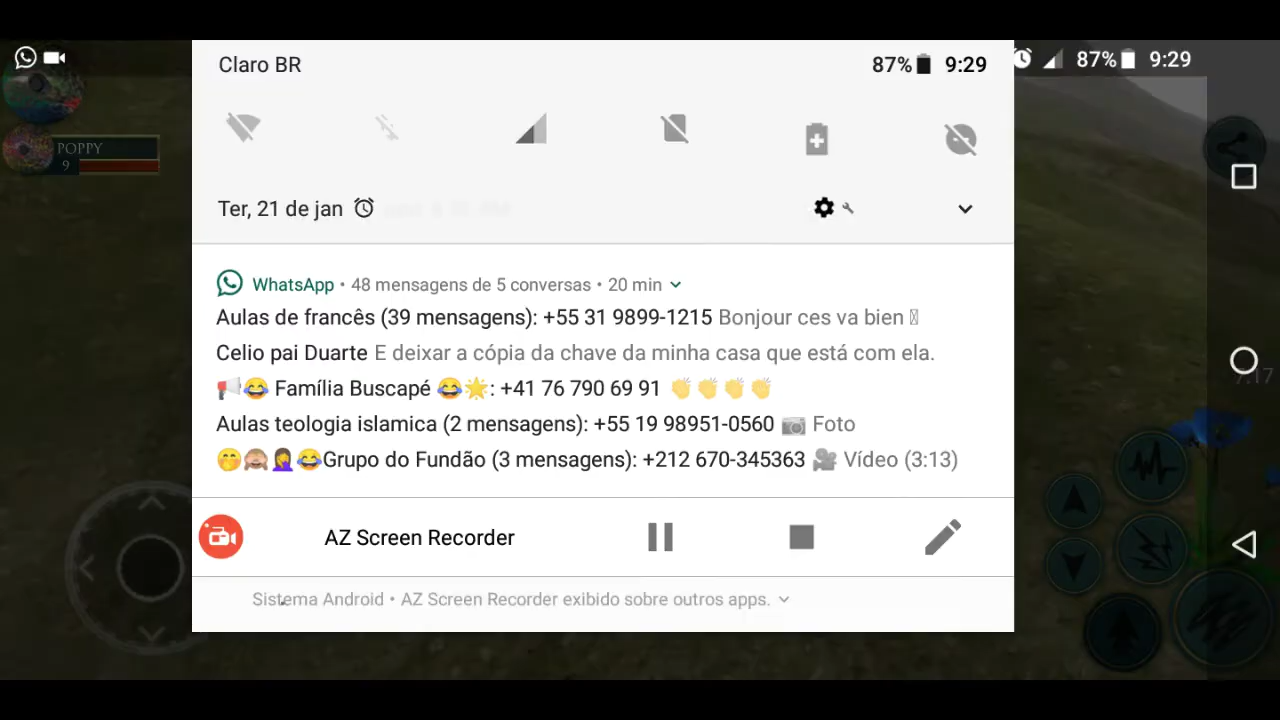 Claro BR
87% 9:29
87% 9:29
POPPY
9
Ter, 21 de jan
WhatsApp • 48 mensagens de 5 conversas • 20 min
Aulas de francês (39 mensagens): +55 31 9899-1215 Bonjour ces va bien
Celio pai Duarte E deixar a cópia da chave da minha casa que está com ela.
📢😂 Família Buscapé 😂🌟: +41 76 790 69 91 👏👏👏👏
Aulas teologia islamica (2 mensagens): +55 19 98951-0560 📷 Foto
🤭🙈🤦‍♀️😂Grupo do Fundão (3 mensagens): +212 670-345363 🎥 Vídeo (3:13)
AZ Screen Recorder
Sistema Android • AZ Screen Recorder exibido sobre outros apps.